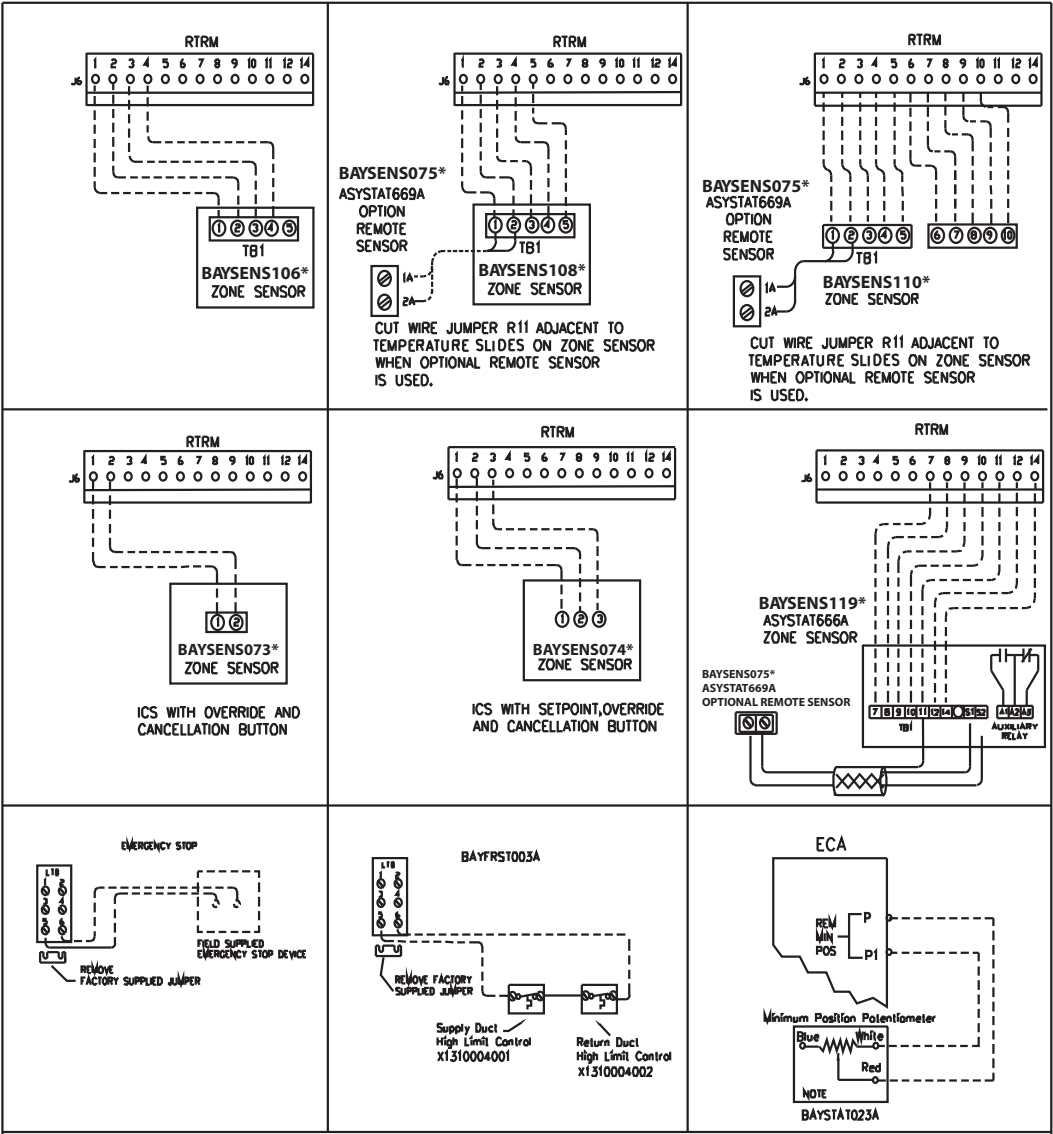 RTRM
1 2 3 4 5 6 7 8 9 10 11 12 14
J6
1 2 3 4 5
TB1
BAYSENS106*
ZONE SENSOR
RTRM
1 2 3 4 5 6 7 8 9 10 11 12 14
J6
BAYSENS075*
ASYSTAT669A
OPTION
REMOTE
SENSOR
1 2 3 4 5
TB1
1A
2A
BAYSENS108*
ZONE SENSOR
CUT WIRE JUMPER R11 ADJACENT TO
TEMPERATURE SLIDES ON ZONE SENSOR
WHEN OPTIONAL REMOTE SENSOR
IS USED.
RTRM
1 2 3 4 5 6 7 8 9 10 11 12 14
J6
BAYSENS075*
ASYSTAT669A
OPTION
REMOTE
SENSOR
1 2 3 4 5 6 7 8 9 10
TB1
1A
2A
BAYSENS110*
ZONE SENSOR
CUT WIRE JUMPER R11 ADJACENT TO
TEMPERATURE SLIDES ON ZONE SENSOR
WHEN OPTIONAL REMOTE SENSOR
IS USED.
RTRM
1 2 3 4 5 6 7 8 9 10 11 12 14
J6
1 2
BAYSENS073*
ZONE SENSOR
ICS WITH OVERRIDE AND
CANCELLATION BUTTON
RTRM
1 2 3 4 5 6 7 8 9 10 11 12 14
J6
1 2 3
BAYSENS074*
ZONE SENSOR
ICS WITH SETPOINT,OVERRIDE
AND CANCELLATION BUTTON
RTRM
1 2 3 4 5 6 7 8 9 10 11 12 14
J6
BAYSENS119*
ASYSTAT666A
ZONE SENSOR
BAYSENS075*
ASYSTAT669A
OPTIONAL REMOTE SENSOR
7 8 9 10 11 12 14 S1 S2
TB1
A1 A2 A3
AUXILIARY
RELAY
EMERGENCY STOP
LTB
1 2
3 4
5 6
FIELD SUPPLIED
EMERGENCY STOP DEVICE
REMOVE
FACTORY SUPPLIED JUMPER
BAYFRST003A
LTB
1 2
3 4
5 6
REMOVE FACTORY
SUPPLIED JUMPER
Supply Duct
High Limit Control
X1310004001
Return Duct
High Limit Control
X1310004002
ECA
REM
MIN
POS
P
P1
Minimum Position Potentiometer
Blue
White
Red
NOTE
BAYSTAT023A